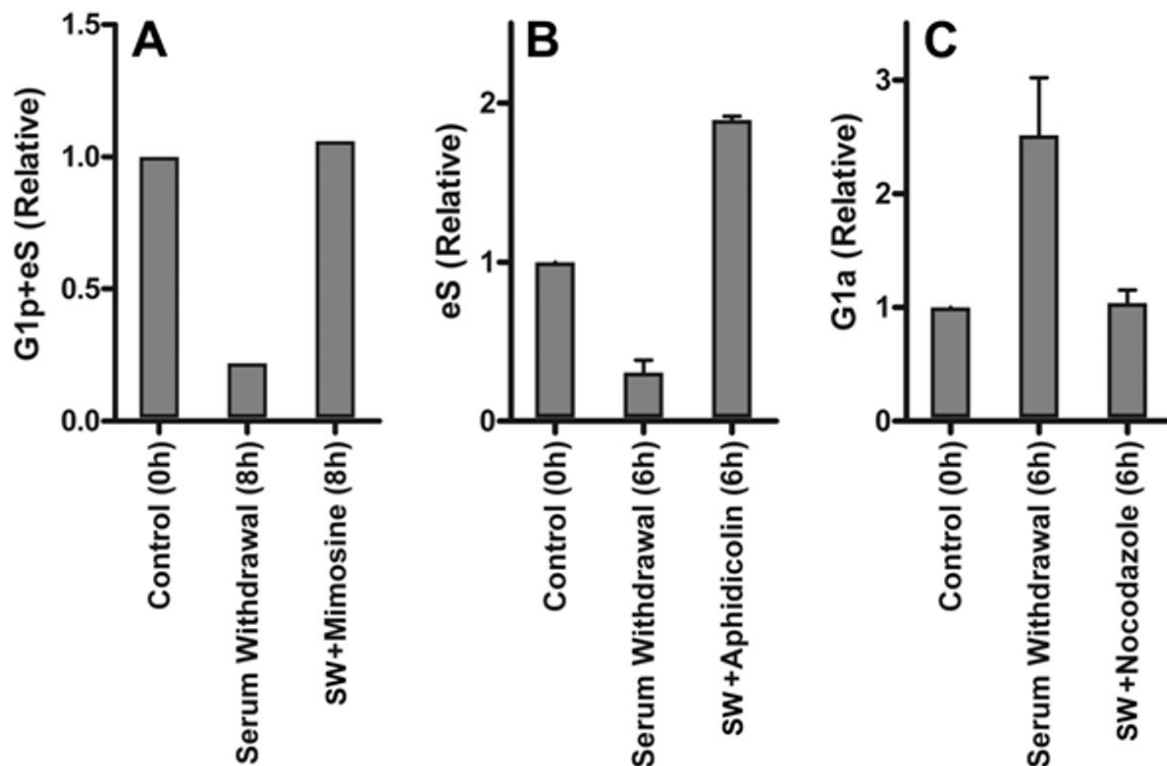 A
G1p+eS (Relative)
1.5
1.0
0.5
0.0
Control (0h)
Serum Withdrawal (8h)
SW+Mimosine (8h)
B
eS (Relative)
2
1
0
Control (0h)
Serum Withdrawal (6h)
SW+Aphidicolin (6h)
C
G1a (Relative)
3
2
1
0
Control (0h)
Serum Withdrawal (6h)
SW+Nocodazole (6h)